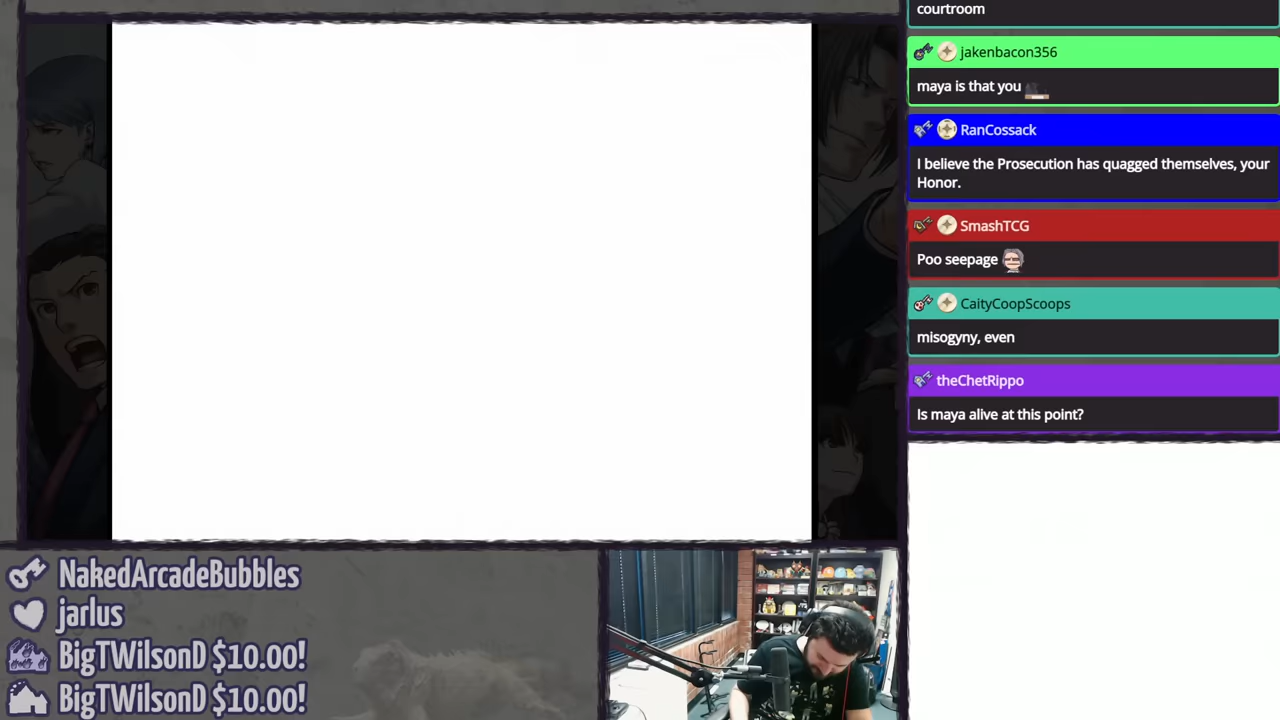 courtroom
jakenbacon356
maya is that you
RanCossack
I believe the Prosecution has quagged themselves, your
Honor.
SmashTCG
Poo seepage
CaityCoopScoops
misogyny, even
theChetRippo
Is maya alive at this point?
NakedArcadeBubbles
jarlus
BigTWilsonD $10.00!
BigTWilsonD $10.00!